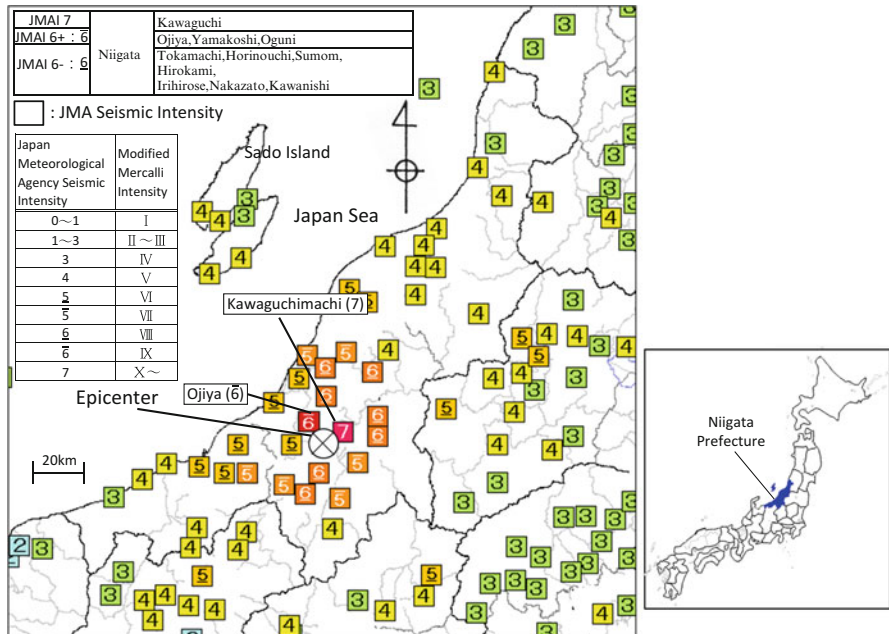 JMAI 7 Kawaguchi
JMAI 6+ : 6̅ Niigata Ojiya,Yamakoshi,Oguni
JMAI 6- : 6̲ Tokamachi,Horinouchi,Sumom,
Hirokami,
Irihirose,Nakazato,Kawanishi
: JMA Seismic Intensity
Japan
Meteorological
Agency Seismic
Intensity
Modified
Mercalli
Intensity
0～1 Ⅰ
1～3 Ⅱ～Ⅲ
3 Ⅳ
4 Ⅴ
5̲ Ⅵ
5̅ Ⅶ
6̲ Ⅷ
6̅ Ⅸ
7 Ⅹ～
Sado Island
Japan Sea
Kawaguchimachi (7)
Ojiya (6̅)
Epicenter
20km
Niigata
Prefecture